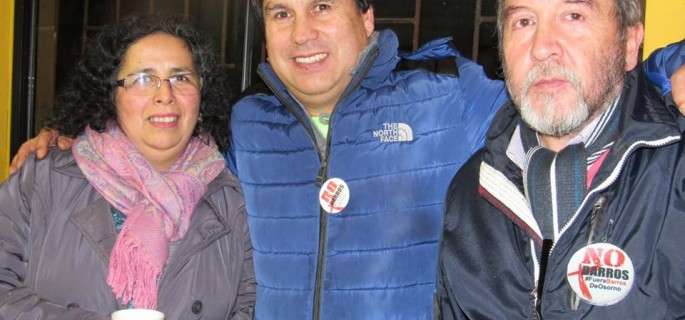 THE
NORTH
FACE
NO
BARROS
NO
BARROS
#FueraBarros
DeOsorno